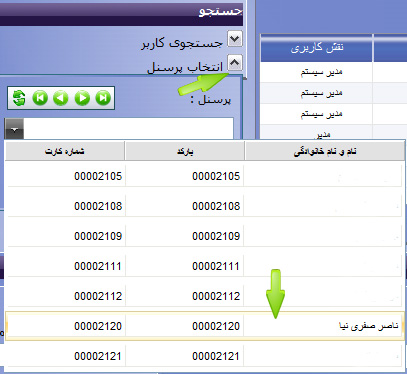 جستجو
جستجوی کاربر
انتخاب پرسنل
پرسنل :
نقش کاربری
مدیر سیستم
مدیر سیستم
مدیر سیستم
مدیر
نام و نام خانوادگی بارکد شماره کارت
00002105 00002105
00002108 00002108
00002109 00002109
00002111 00002111
00002112 00002112
ناصر صفری نیا 00002120 00002120
00002121 00002121